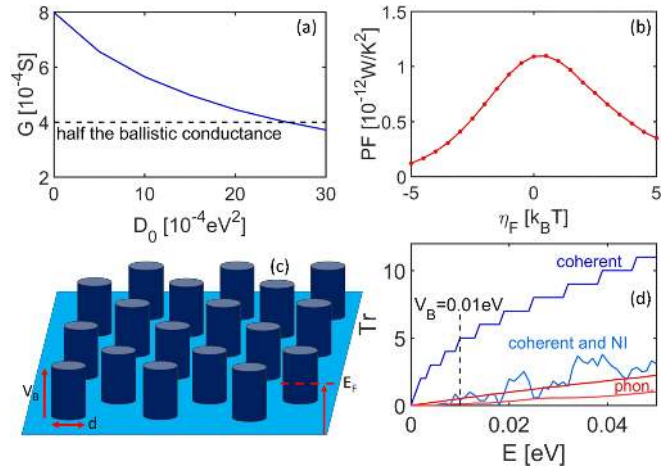 (a)
G [10⁻⁴S]
8
6
4
2
half the ballistic conductance
0 10 20 30
D₀ [10⁻⁴eV²]
(b)
PF [10⁻¹²W/K²]
1.5
1
0.5
0
-5 0 5
η_F [k_BT]
(c)
V_B
d
E_F
(d)
Tr
10
5
0
coherent
V_B=0.01eV
coherent and NI
phon.
0 0.02 0.04
E [eV]